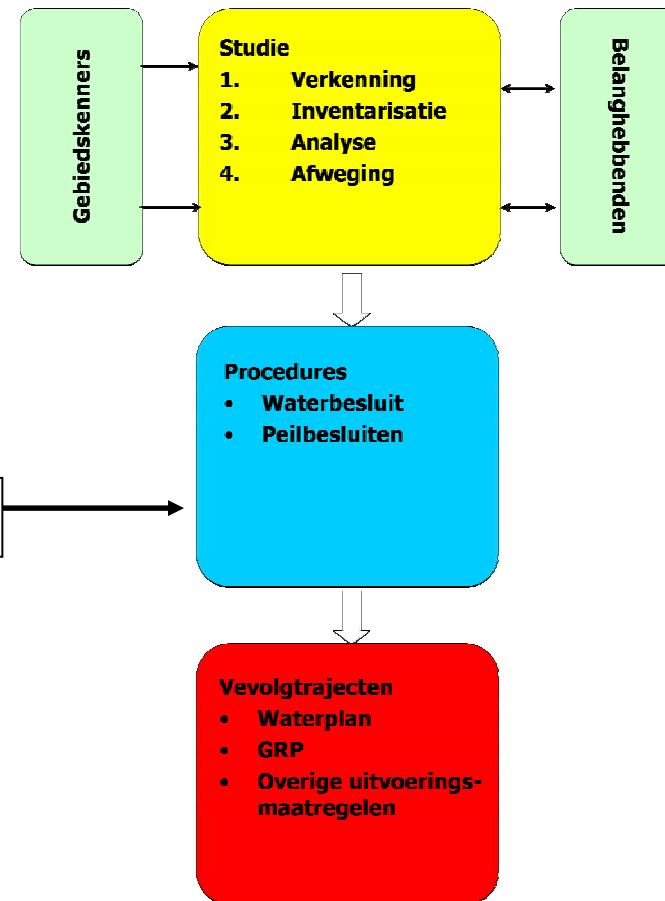 Gebiedskenners
Studie
1. Verkenning
2. Inventarisatie
3. Analyse
4. Afweging
Belanghebbenden
Procedures
• Waterbesluit
• Peilbesluiten
Vevolgtrajecten
• Waterplan
• GRP
• Overige uitvoerings-
maatregelen